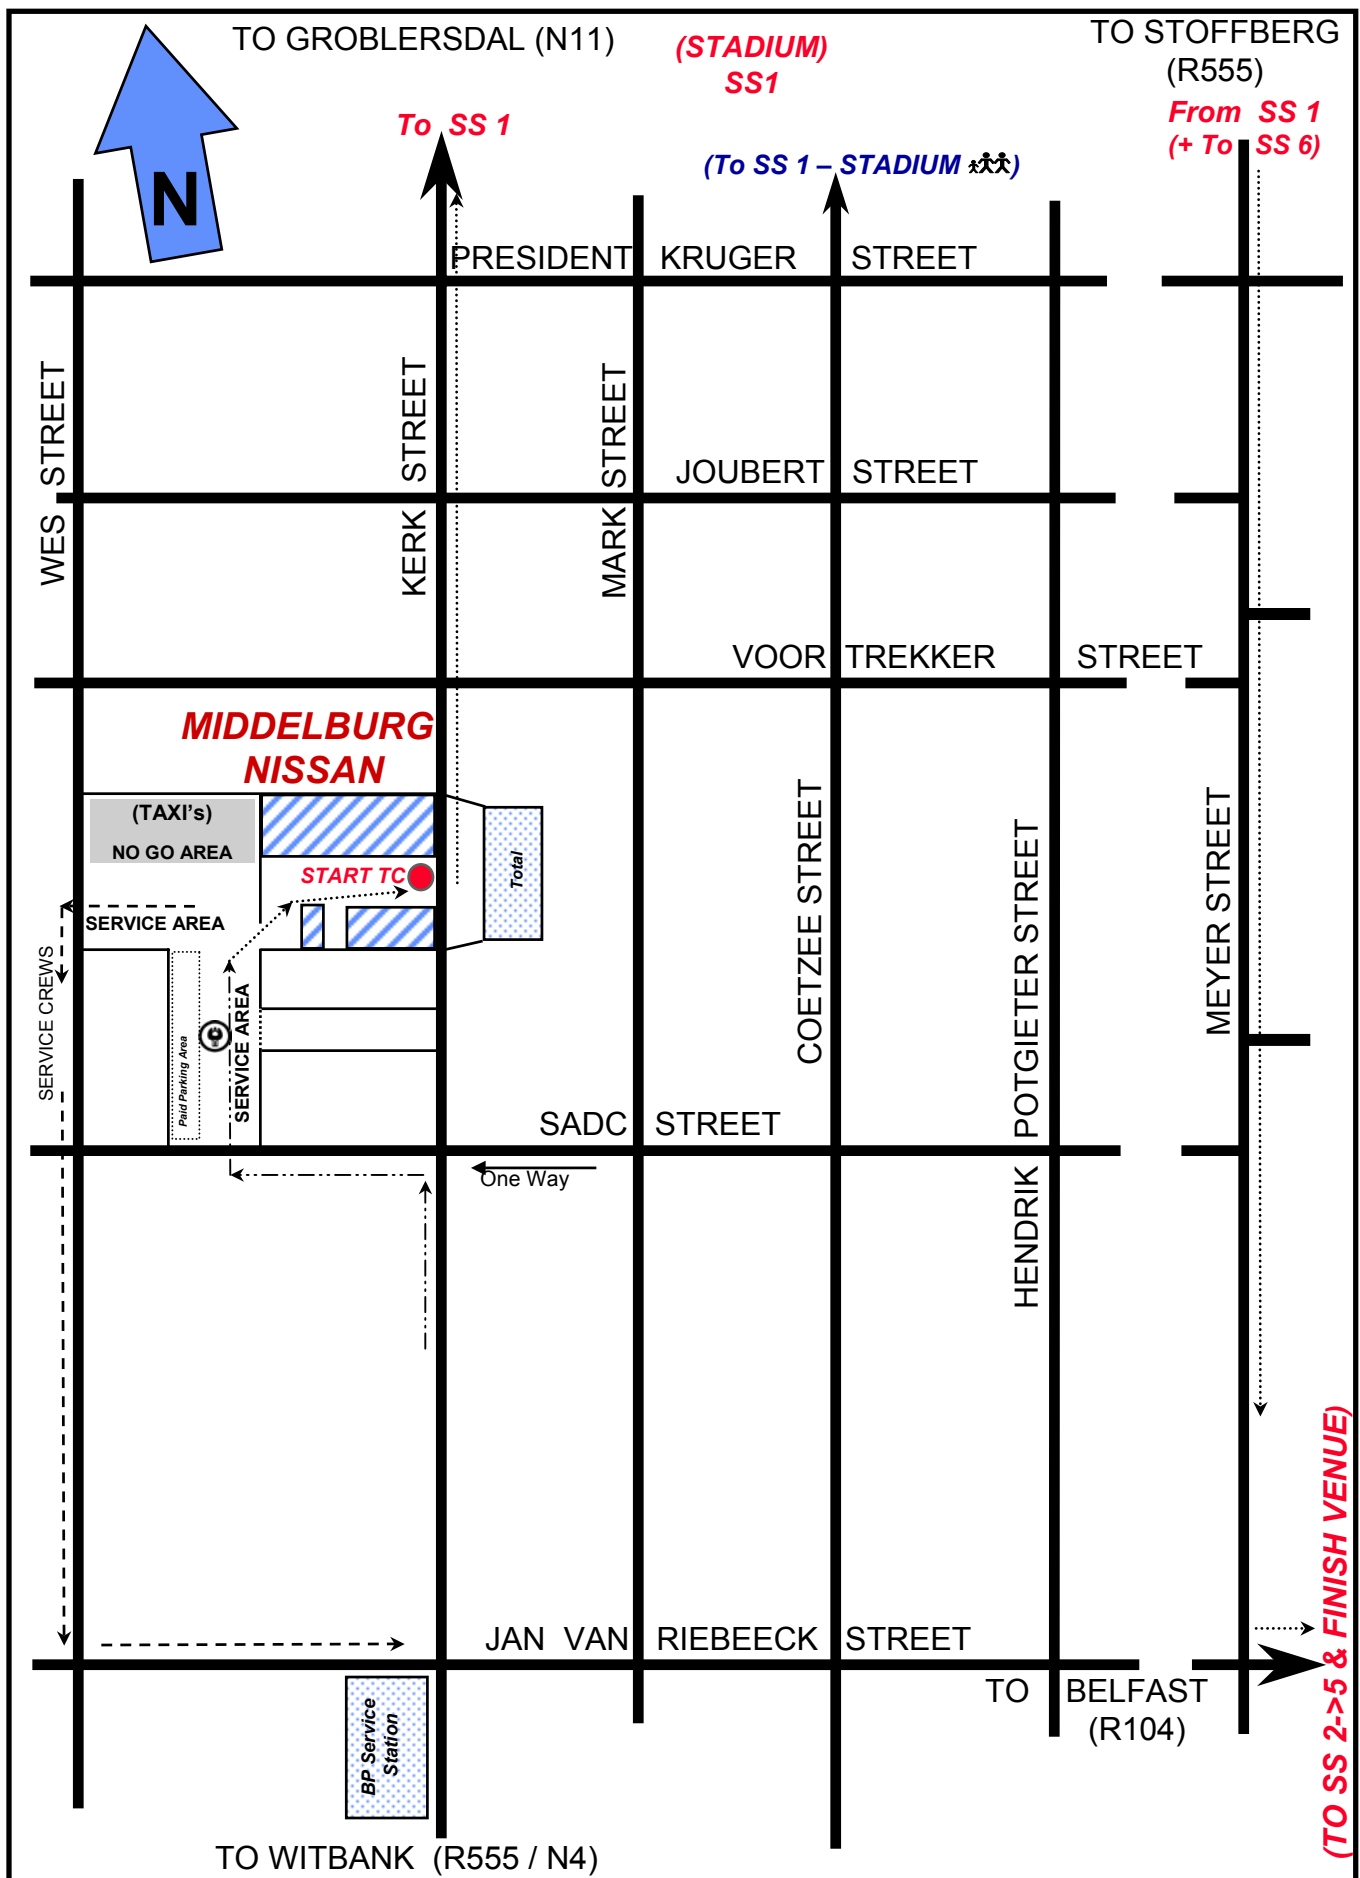 TO GROBLERSDAL (N11)
(STADIUM)
SS1
TO STOFFBERG
(R555)
To SS 1
From SS 1
(+ To SS 6)
(To SS 1 – STADIUM )
N
PRESIDENT KRUGER STREET
WES STREET
KERK STREET
MARK STREET
JOUBERT STREET
VOOR TREKKER STREET
MIDDELBURG
NISSAN
(TAXI's)
NO GO AREA
START TC
Total
SERVICE AREA
SERVICE CREWS
Paid Parking Area
SERVICE AREA
COETZEE STREET
HENDRIK POTGIETER STREET
MEYER STREET
SADC STREET
One Way
JAN VAN RIEBEECK STREET
TO BELFAST
(R104)
(TO SS 2->5 & FINISH VENUE)
BP Service
Station
TO WITBANK (R555 / N4)